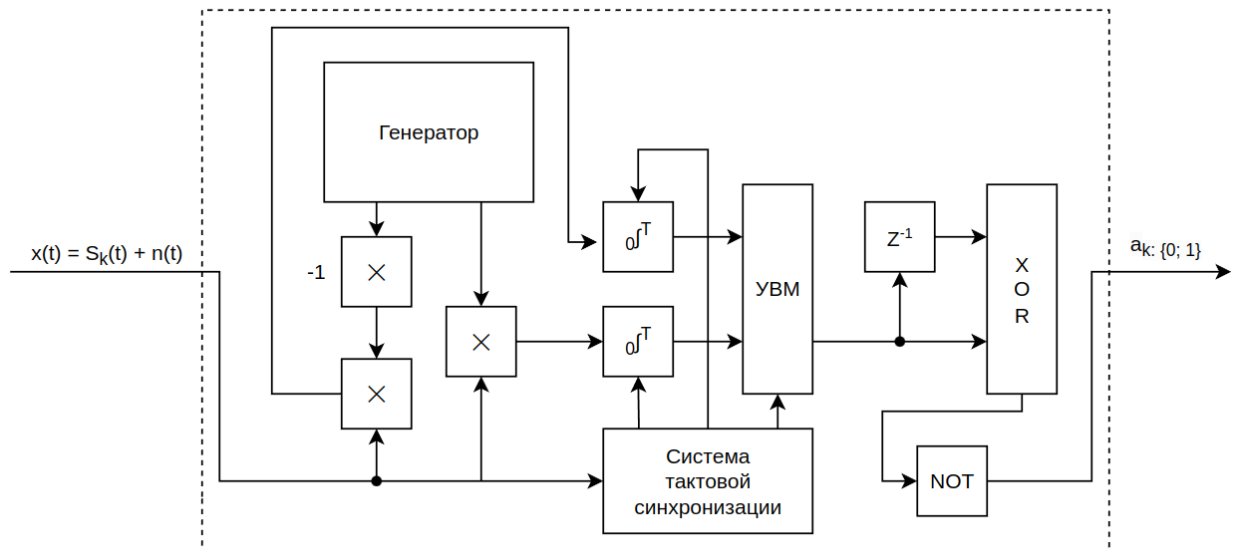 Генератор
x(t) = Sk(t) + n(t)
-1
×
×
×
0∫T
0∫T
УВМ
Z-1
X
O
R
ak: {0; 1}
Система
тактовой
синхронизации
NOT